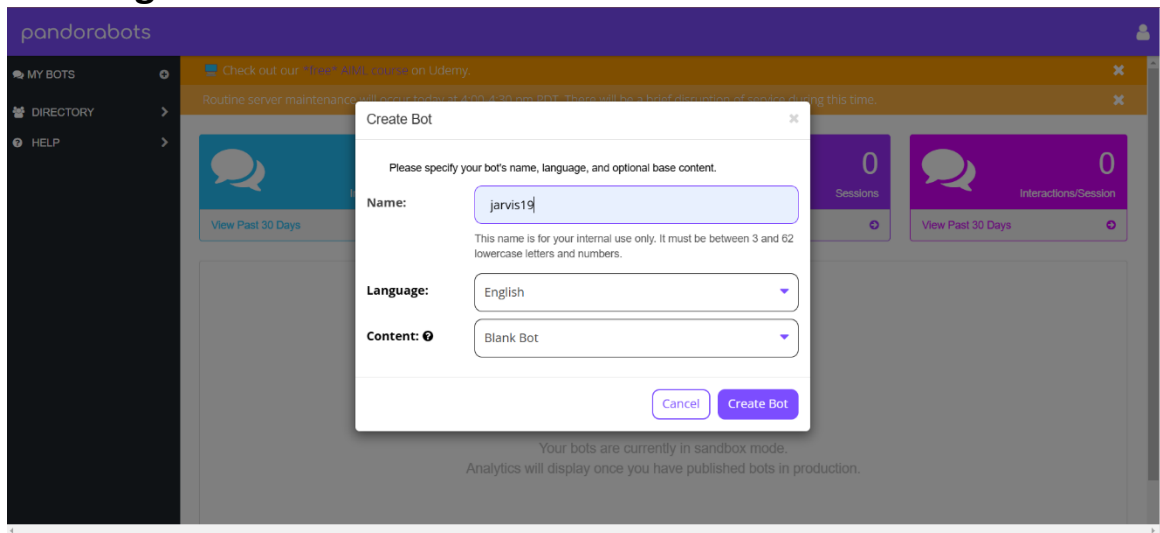 pandorabots
MY BOTS
DIRECTORY
HELP
Check out our *free* AIML course on Udemy.
Routine server maintenance will occur today at 4:00-4:30 pm PDT. There will be a brief disruption of service during this time.
Create Bot
Please specify your bot's name, language, and optional base content.
Name:
jarvis19
This name is for your internal use only. It must be between 3 and 62
lowercase letters and numbers.
Language:
English
Content:
Blank Bot
Cancel
Create Bot
View Past 30 Days
0
Sessions
0
Interactions/Session
View Past 30 Days
Your bots are currently in sandbox mode.
Analytics will display once you have published bots in production.